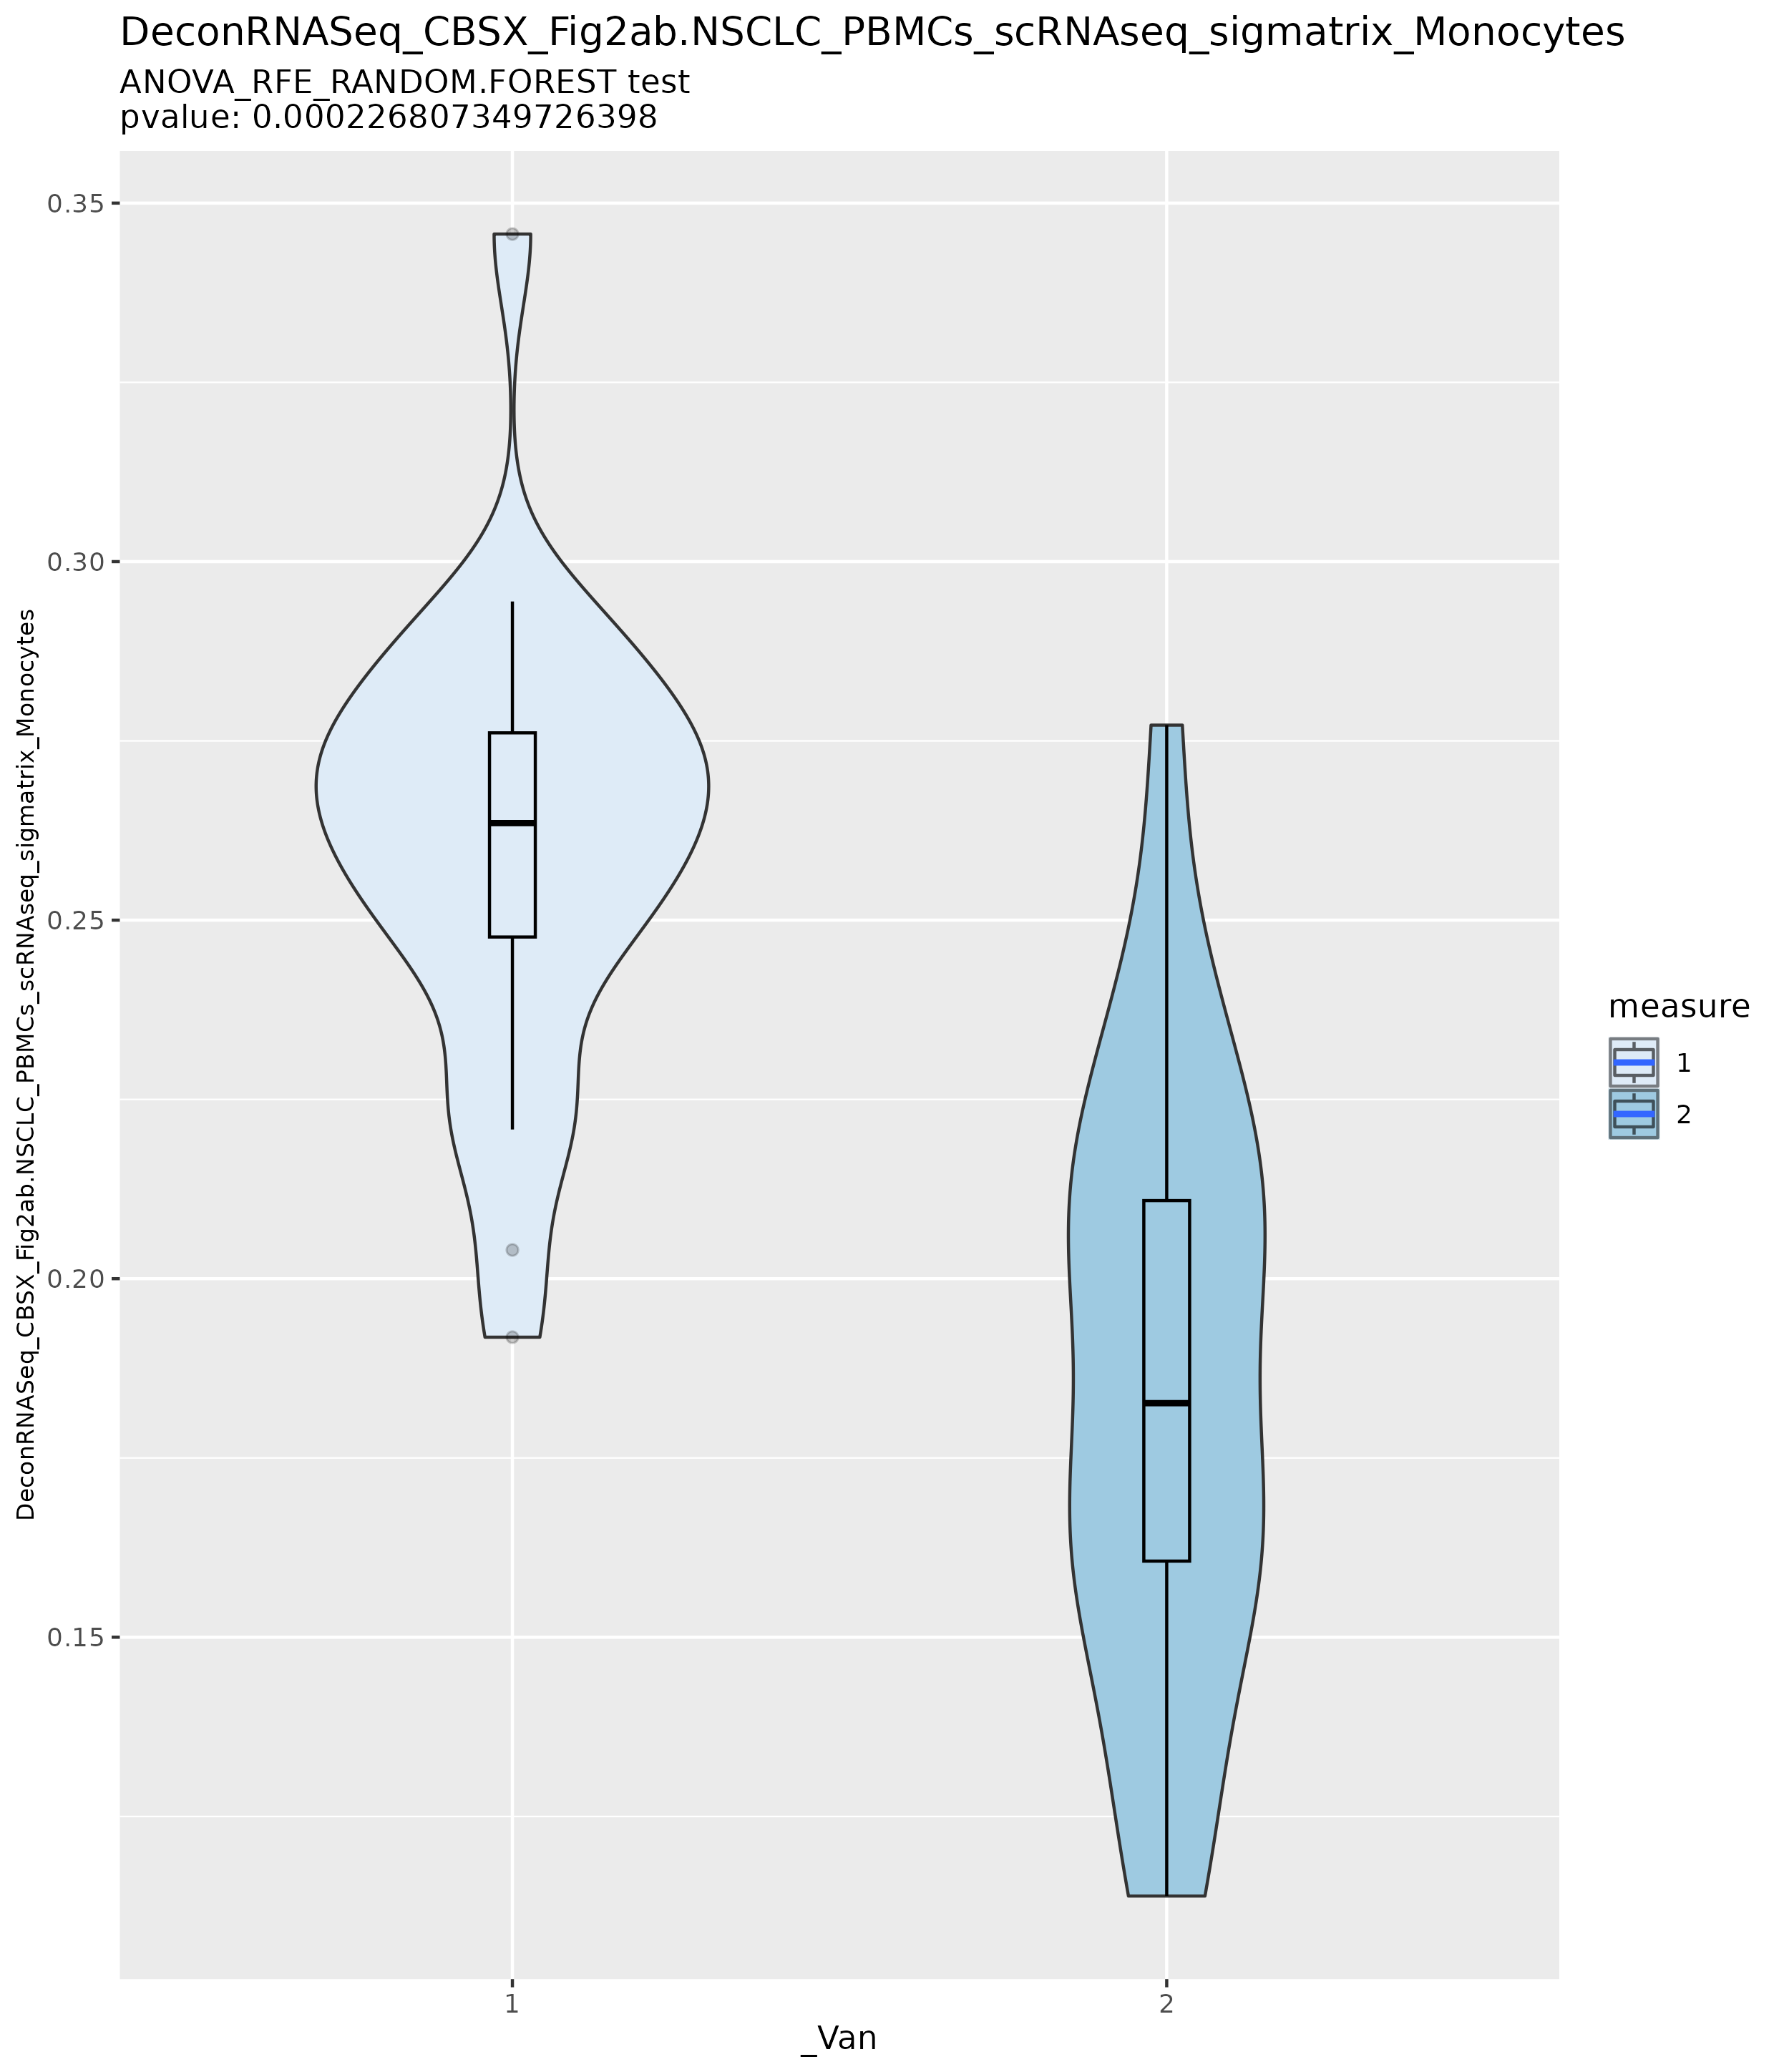 DeconRNASeq_CBSX_Fig2ab.NSCLC_PBMCs_scRNAseq_sigmatrix_Monocytes
ANOVA_RFE_RANDOM.FOREST test
pvalue: 0.000226807349726398
DeconRNASeq_CBSX_Fig2ab.NSCLC_PBMCs_scRNAseq_sigmatrix_Monocytes
0.35
0.30
0.25
0.20
0.15
1
2
_Van
measure
1
2